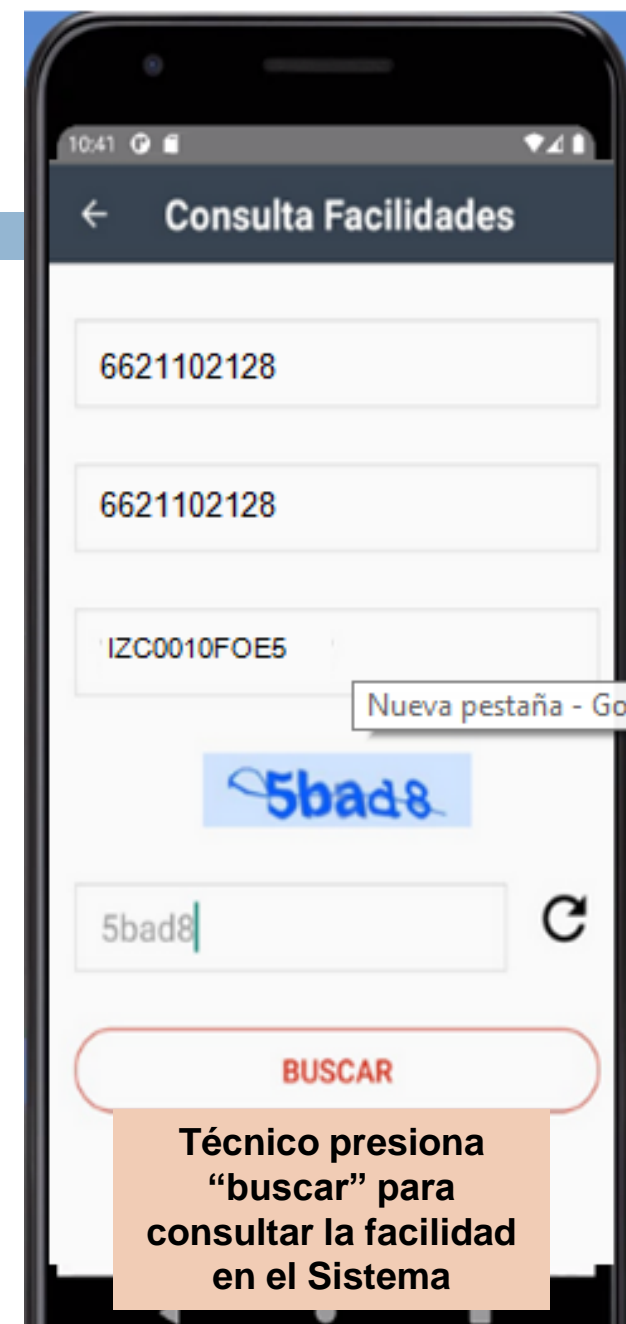 10:41
Consulta Facilidades
6621102128
6621102128
IZC0010FOE5
Nueva pestaña - Go
5bad8
5bad8
BUSCAR
Técnico presiona
“buscar” para
consultar la facilidad
en el Sistema